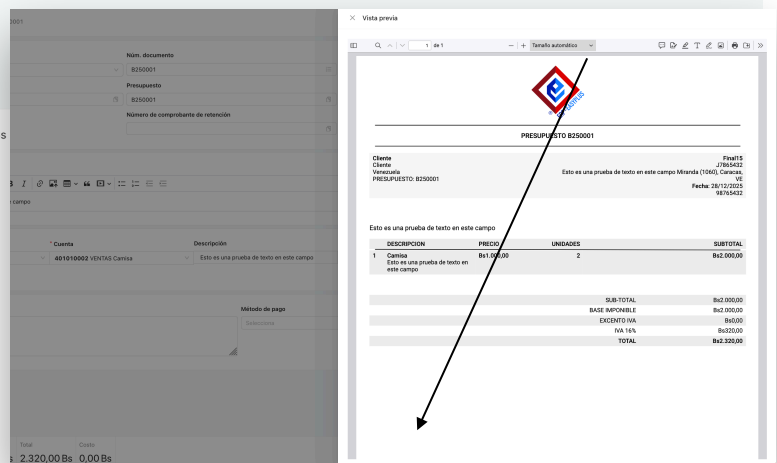 0001
Vista previa
Núm. documento
B250001
Presupuesto
B250001
Número de comprobante de retención
S
campo
* Cuenta
Descripción
401010002 VENTAS Camisa
Esto es una prueba de texto en este campo
Método de pago
Seleccione
Total
Costo
s 2.320,00 Bs
0,00 Bs
1 de 1
Tamaño automático
PRESUPUESTO B250001
Cliente
Cliente
Venezuela
PRESUPUESTO: B250001
Final15
J7865432
Esto es una prueba de texto en este campo Miranda (1060), Caracas,
VE
Fecha: 28/12/2025
98765432
Esto es una prueba de texto en este campo
DESCRIPCION PRECIO UNIDADES SUBTOTAL
1 Camisa Bs1.000,00 2 Bs2.000,00
Esto es una prueba de texto en
este campo
SUB-TOTAL Bs2.000,00
BASE IMPONIBLE Bs2.000,00
EXCENTO IVA Bs0,00
IVA 16% Bs320,00
TOTAL Bs2.320,00